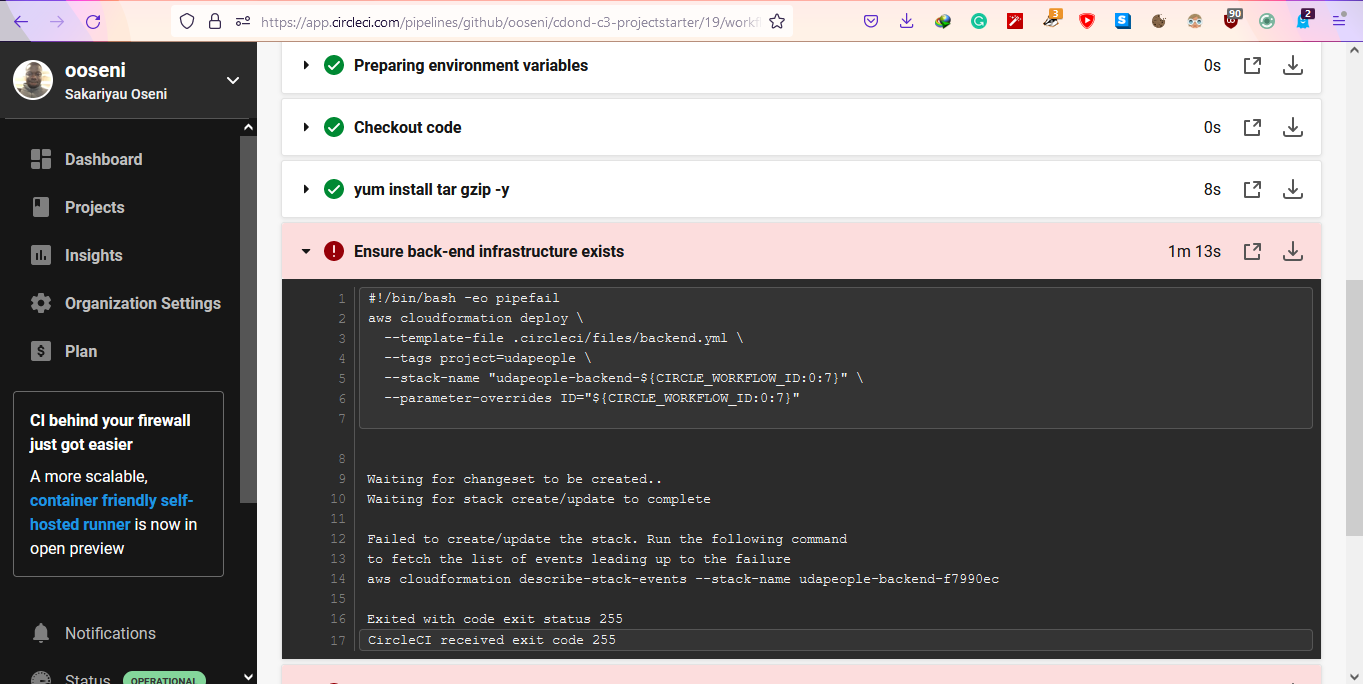 https://app.circleci.com/pipelines/github/ooseni/cdond-c3-projectstarter/19/workf
3
90
2
ooseni
Sakariyau Oseni
Dashboard
Projects
Insights
Organization Settings
Plan
CI behind your firewall
just got easier
A more scalable,
container friendly self-
hosted runner is now in
open preview
Notifications
Status OPERATIONAL
Preparing environment variables 0s
Checkout code 0s
yum install tar gzip -y 8s
Ensure back-end infrastructure exists 1m 13s
1 #!/bin/bash -eo pipefail
2 aws cloudformation deploy \
3 --template-file .circleci/files/backend.yml \
4 --tags project=udapeople \
5 --stack-name "udapeople-backend-${CIRCLE_WORKFLOW_ID:0:7}" \
6 --parameter-overrides ID="${CIRCLE_WORKFLOW_ID:0:7}"
7
8
9 Waiting for changeset to be created..
10 Waiting for stack create/update to complete
11
12 Failed to create/update the stack. Run the following command
13 to fetch the list of events leading up to the failure
14 aws cloudformation describe-stack-events --stack-name udapeople-backend-f7990ec
15
16 Exited with code exit status 255
17 CircleCI received exit code 255